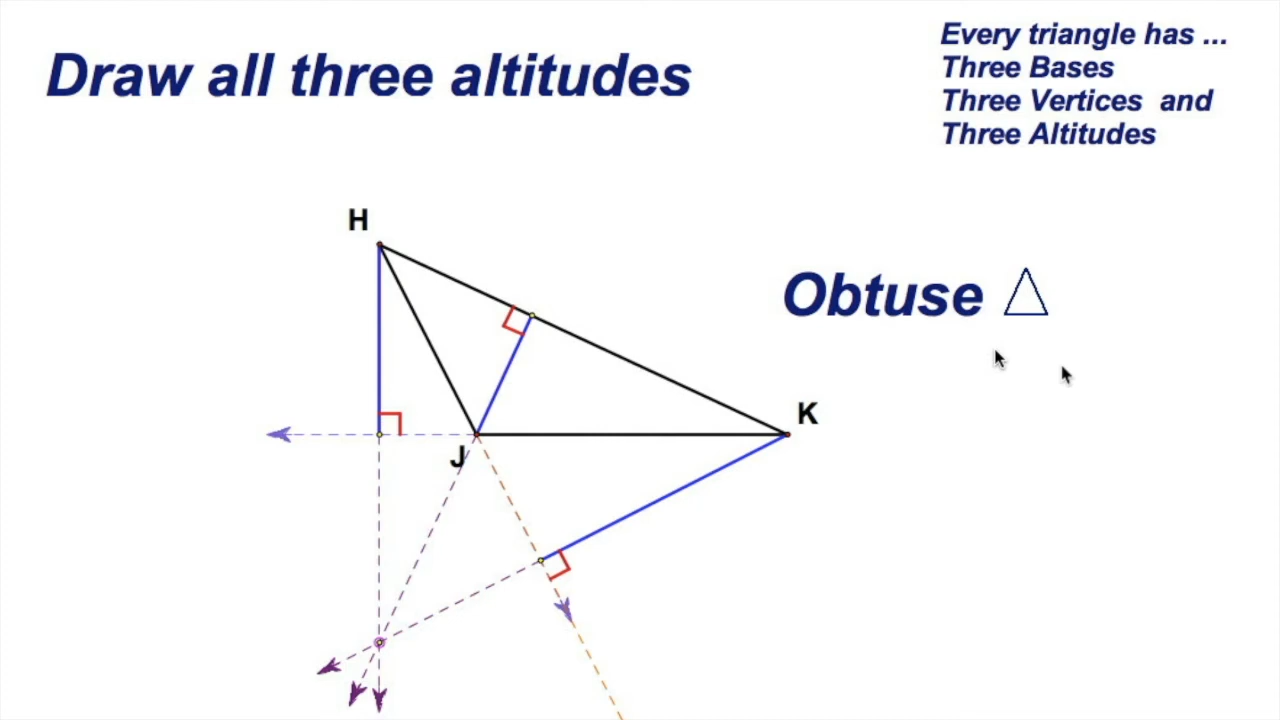 Draw all three altitudes
Every triangle has ...
Three Bases
Three Vertices and
Three Altitudes
H
Obtuse △
K
J